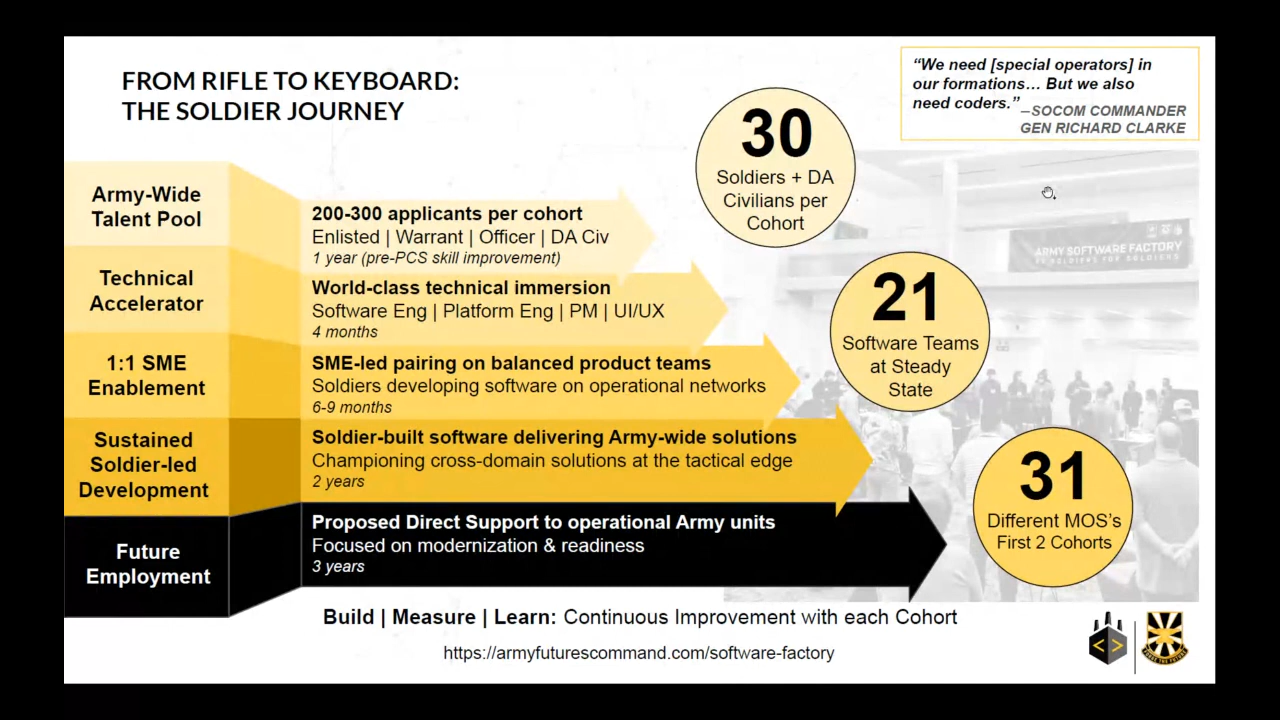 FROM RIFLE TO KEYBOARD:
THE SOLDIER JOURNEY
“We need [special operators] in
our formations… But we also
need coders.”
–SOCOM COMMANDER
GEN RICHARD CLARKE
30
Soldiers + DA
Civilians per
Cohort
Army-Wide
Talent Pool
200-300 applicants per cohort
Enlisted | Warrant | Officer | DA Civ
1 year (pre-PCS skill improvement)
ARMY SOFTWARE FACTORY
BY SOLDIERS FOR SOLDIERS
Technical
Accelerator
World-class technical immersion
Software Eng | Platform Eng | PM | UI/UX
4 months
21
Software Teams
at Steady
State
1:1 SME
Enablement
SME-led pairing on balanced product teams
Soldiers developing software on operational networks
6-9 months
Sustained
Soldier-led
Development
Soldier-built software delivering Army-wide solutions
Championing cross-domain solutions at the tactical edge
2 years
31
Different MOS’s
First 2 Cohorts
Future
Employment
Proposed Direct Support to operational Army units
Focused on modernization & readiness
3 years
Build | Measure | Learn: Continuous Improvement with each Cohort
https://armyfuturescommand.com/software-factory